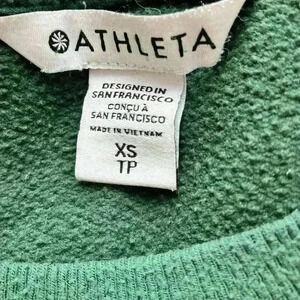 ATHLETA
DESIGNED IN
SAN FRANCISCO
CONÇU À
SAN FRANCISCO
MADE IN VIETNAM
XS
TP